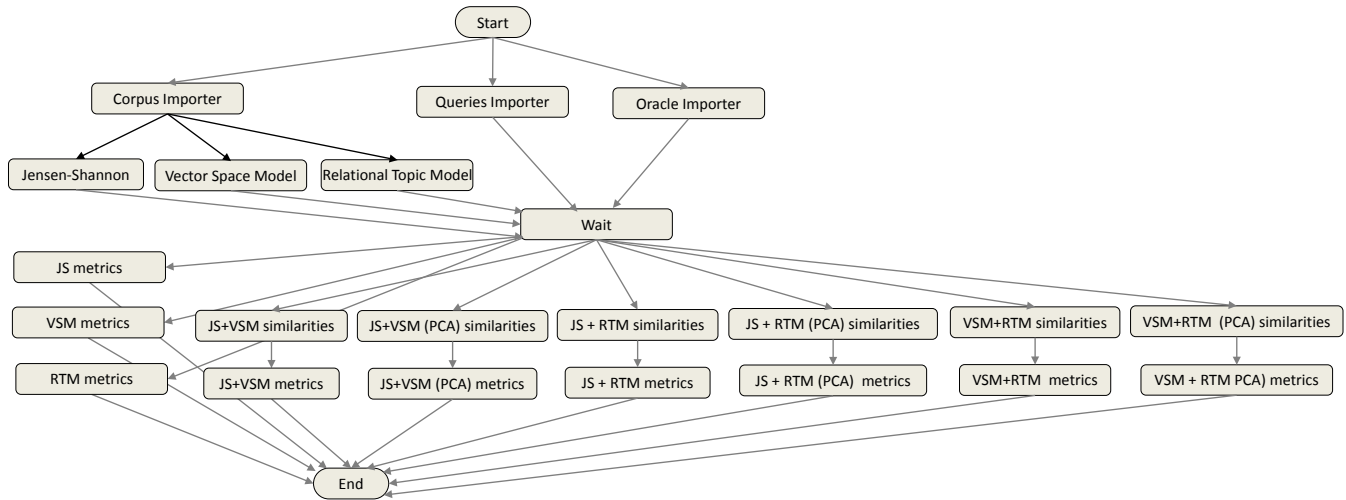 Start
Corpus Importer
Queries Importer
Oracle Importer
Jensen-Shannon
Vector Space Model
Relational Topic Model
Wait
JS metrics
VSM metrics
JS+VSM similarities
JS+VSM (PCA) similarities
JS + RTM similarities
JS + RTM (PCA) similarities
VSM+RTM similarities
VSM+RTM (PCA) similarities
RTM metrics
JS+VSM metrics
JS+VSM (PCA) metrics
JS + RTM metrics
JS + RTM (PCA) metrics
VSM+RTM metrics
VSM + RTM PCA) metrics
End